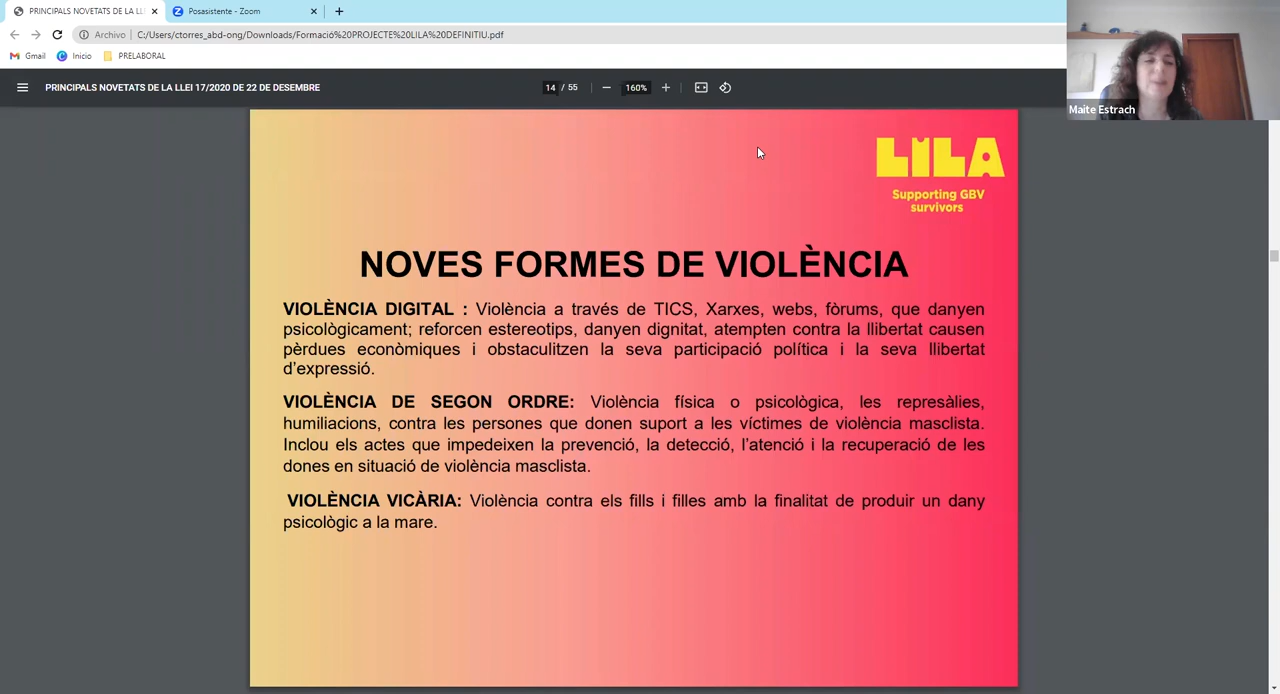 PRINCIPALS NOVETATS DE LA LLE
Posasistente - Zoom
Archivo
C:/Users/ctorres_abd-ong/Downloads/Formació%20PROJECTE%20LILA%20DEFINITIU.pdf
Gmail
Inicio
PRELABORAL
PRINCIPALS NOVETATS DE LA LLEI 17/2020 DE 22 DE DESEMBRE
14 / 55
160%
Maite Estrach
LILA
Supporting GBV
survivors
NOVES FORMES DE VIOLÈNCIA
VIOLÈNCIA DIGITAL : Violència a través de TICS, Xarxes, webs, fòrums, que danyen
psicològicament; reforcen estereotips, danyen dignitat, atempten contra la llibertat causen
pèrdues econòmiques i obstaculitzen la seva participació política i la seva llibertat
d’expressió.
VIOLÈNCIA DE SEGON ORDRE: Violència física o psicològica, les represàlies,
humiliacions, contra les persones que donen suport a les víctimes de violència masclista.
Inclou els actes que impedeixen la prevenció, la detecció, l’atenció i la recuperació de les
dones en situació de violència masclista.
VIOLÈNCIA VICÀRIA: Violència contra els fills i filles amb la finalitat de produir un dany
psicològic a la mare.